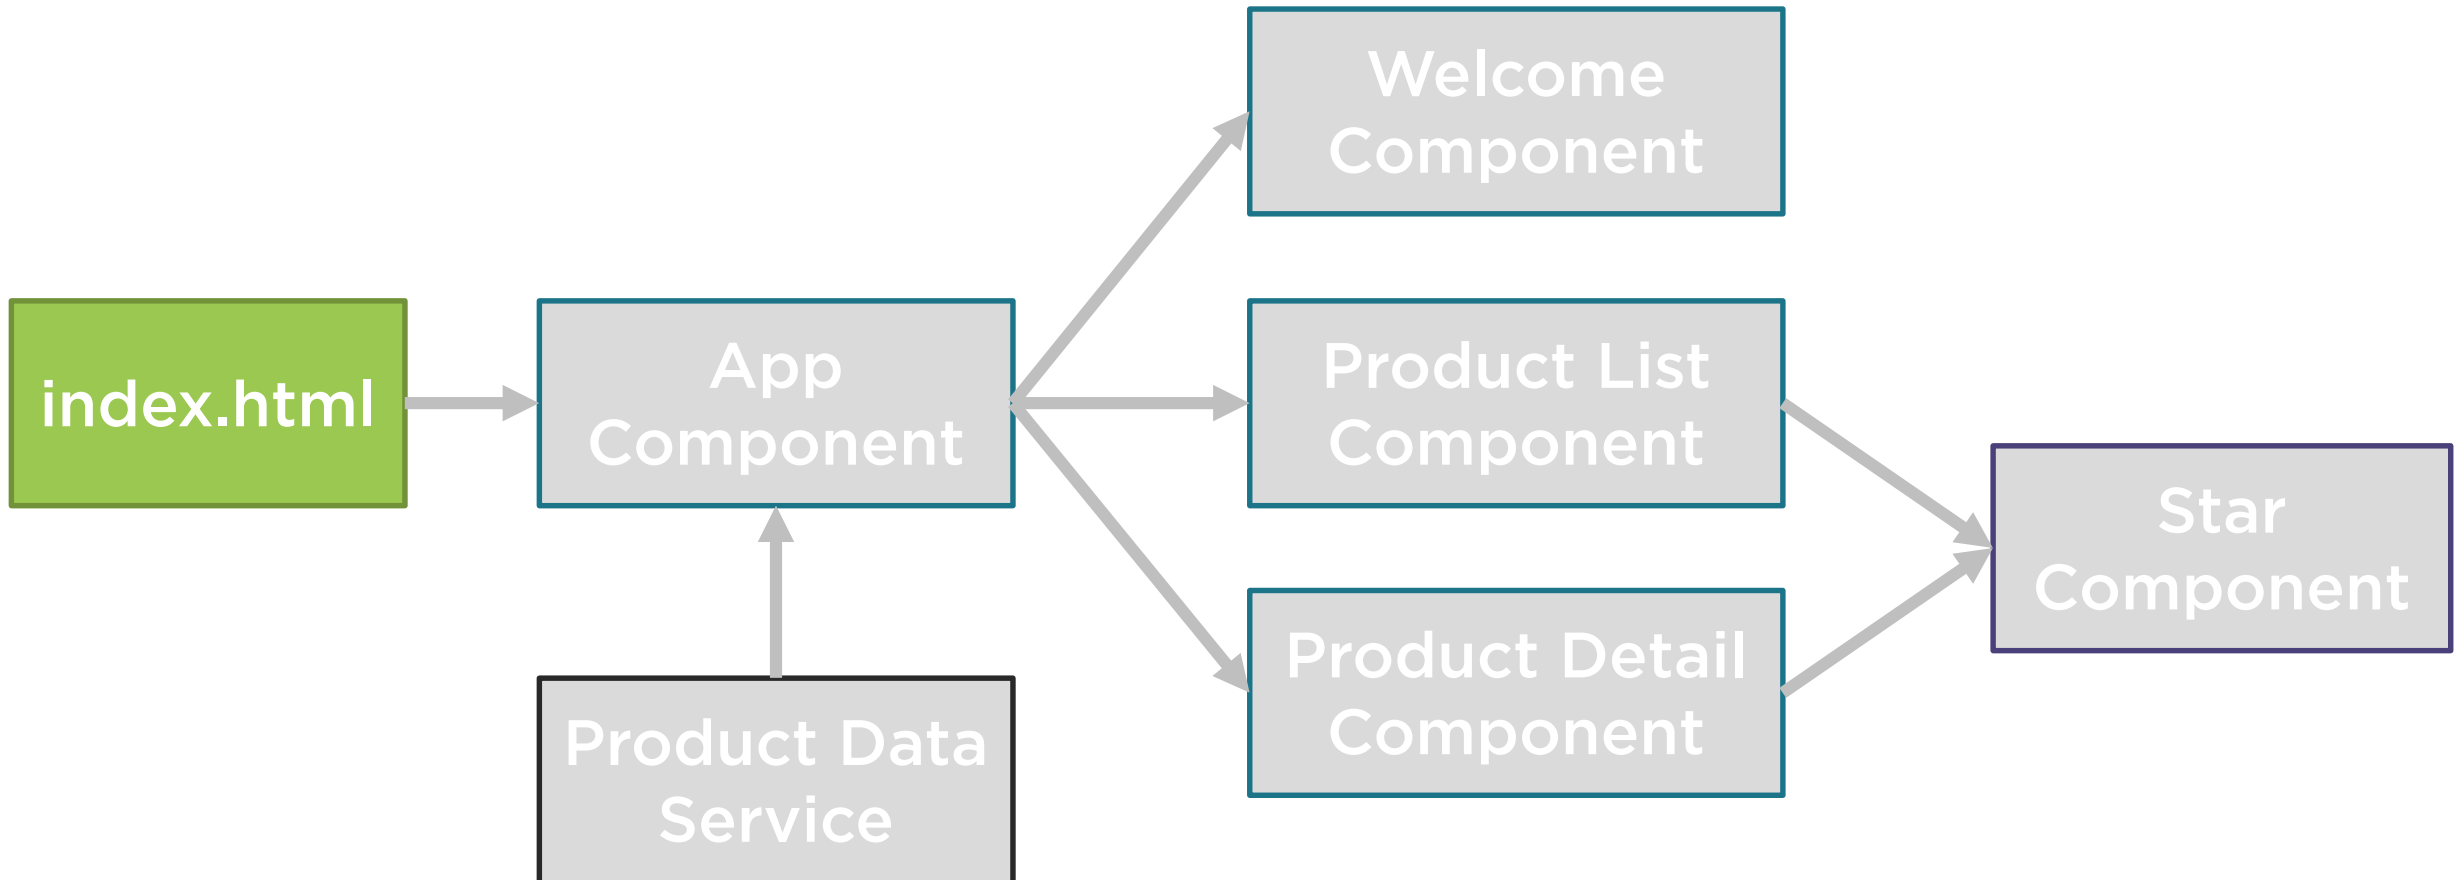 Welcome
Component
index.html
App
Component
Product List
Component
Star
Component
Product Data
Service
Product Detail
Component